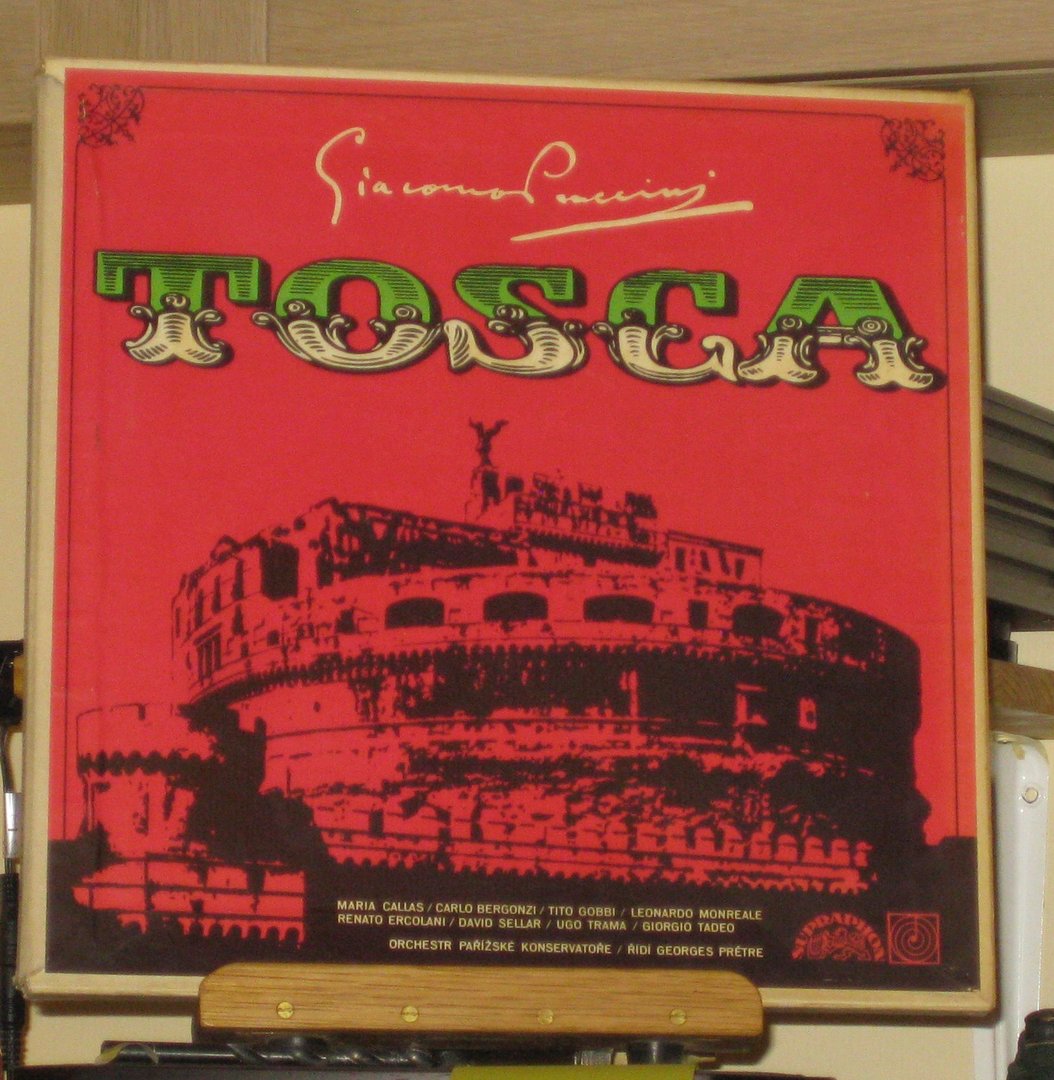 Giacomo Puccini
TOSCA
MARIA CALLAS / CARLO BERGONZI / TITO GOBBI / LEONARDO MONREALE
RENATO ERCOLANI / DAVID SELLAR / UGO TRAMA / GIORGIO TADEO
ORCHESTR PAŘÍŽSKÉ KONSERVATOŘE / ŘÍDÍ GEORGES PRÊTRE
SUPRAPHON